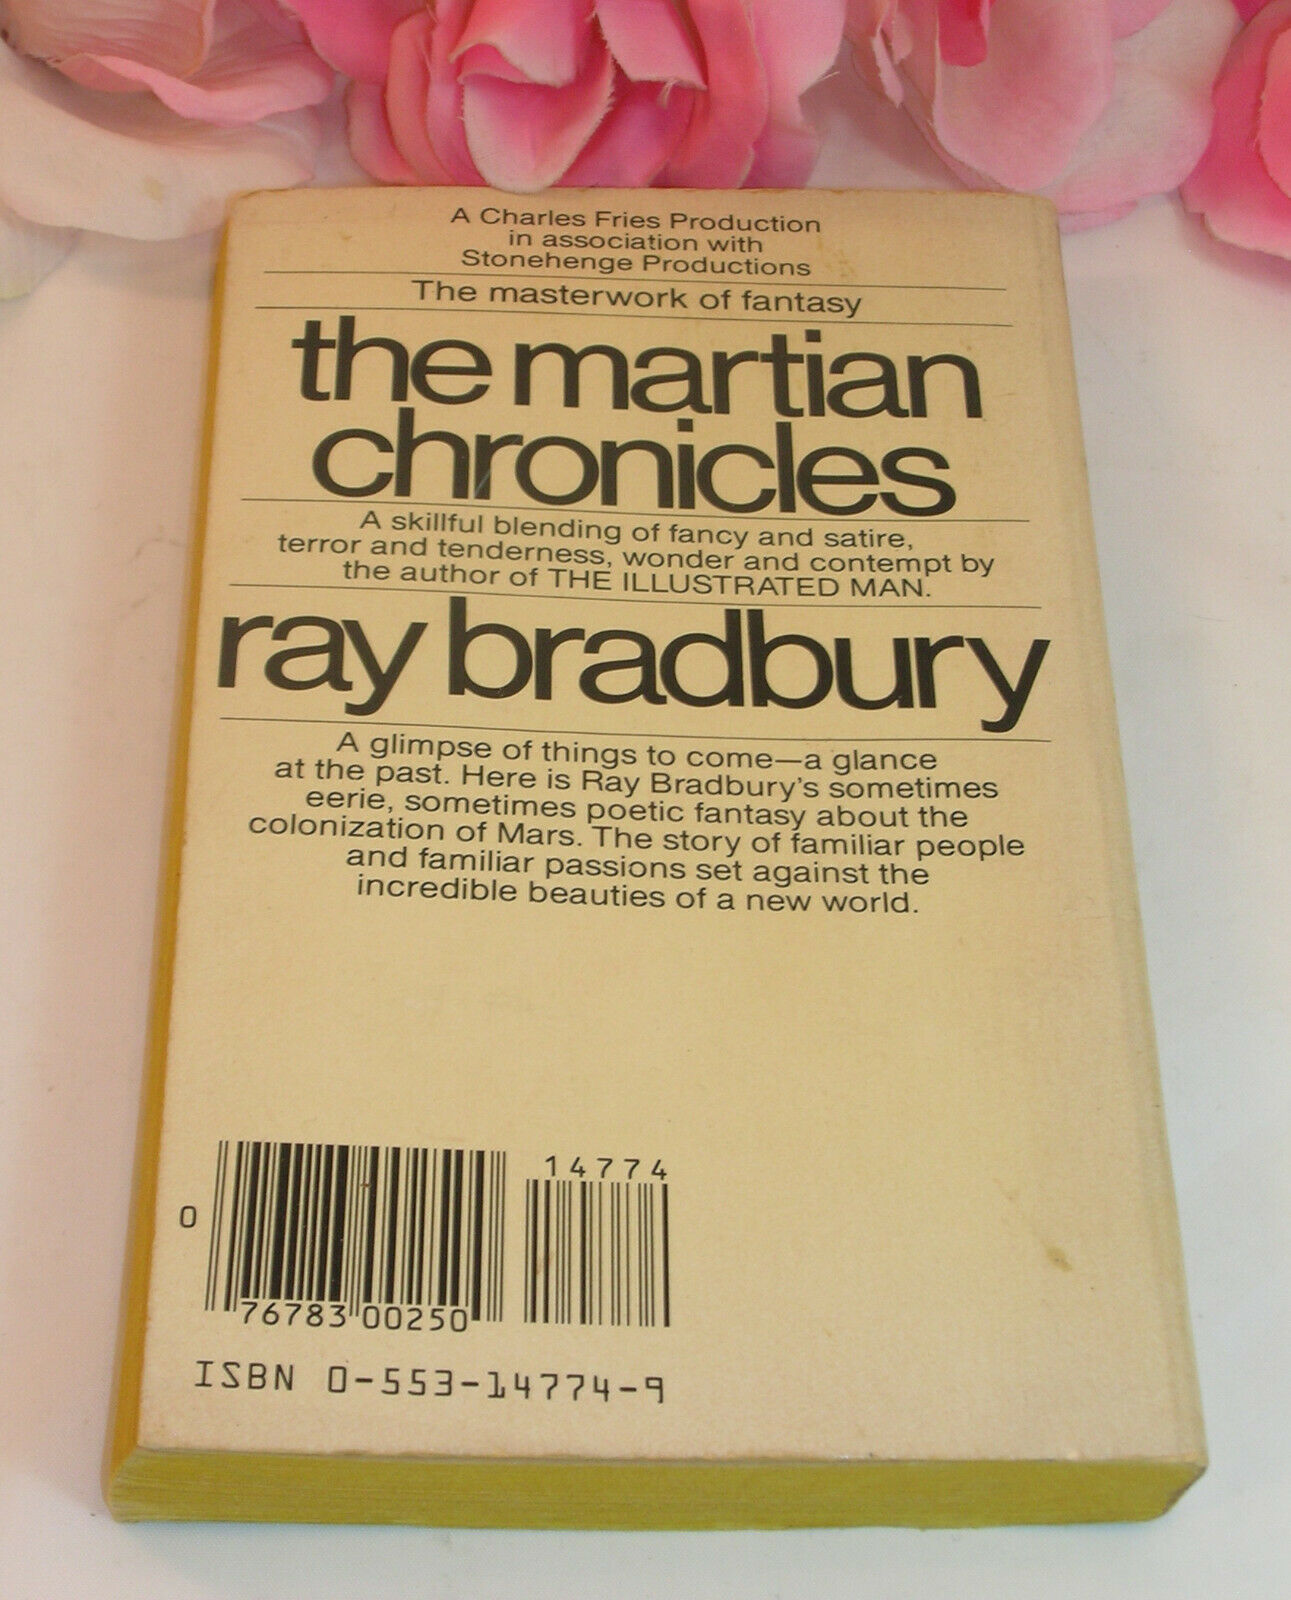 A Charles Fries Production
in association with
Stonehenge Productions
The masterwork of fantasy
the martian
chronicles
A skillful blending of fancy and satire,
terror and tenderness, wonder and contempt by
the author of THE ILLUSTRATED MAN.
ray bradbury
A glimpse of things to come—a glance
at the past. Here is Ray Bradbury's sometimes
eerie, sometimes poetic fantasy about the
colonization of Mars. The story of familiar people
and familiar passions set against the
incredible beauties of a new world.
14774
0
76783 00250
ISBN 0-553-14774-9